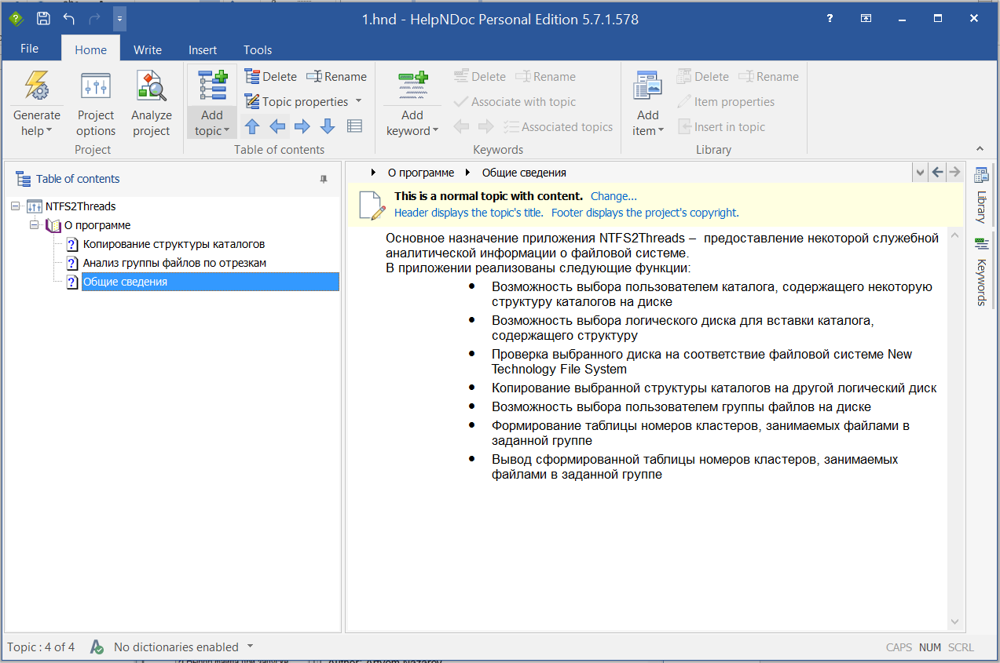 1.hnd - HelpNDoc Personal Edition 5.7.1.578
File Home Write Insert Tools
Generate help
Project options
Analyze project
Project
Add topic
Delete Rename
Topic properties
Table of contents
Add keyword
Delete Rename
Associate with topic
Associated topics
Keywords
Add item
Delete Rename
Item properties
Insert in topic
Library
Table of contents
NTFS2Threads
О программе
Копирование структуры каталогов
Анализ группы файлов по отрезкам
Общие сведения
О программе Общие сведения
This is a normal topic with content. Change...
Header displays the topic's title. Footer displays the project's copyright.
Основное назначение приложения NTFS2Threads – предоставление некоторой служебной
аналитической информации о файловой системе.
В приложении реализованы следующие функции:
● Возможность выбора пользователем каталога, содержащего некоторую
структуру каталогов на диске
● Возможность выбора логического диска для вставки каталога,
содержащего структуру
● Проверка выбранного диска на соответствие файловой системе New
Technology File System
● Копирование выбранной структуры каталогов на другой логический диск
● Возможность выбора пользователем группы файлов на диске
● Формирование таблицы номеров кластеров, занимаемых файлами в
заданной группе
● Вывод сформированной таблицы номеров кластеров, занимаемых
файлами в заданной группе
Library
Keywords
Topic : 4 of 4 No dictionaries enabled
CAPS NUM SCRL